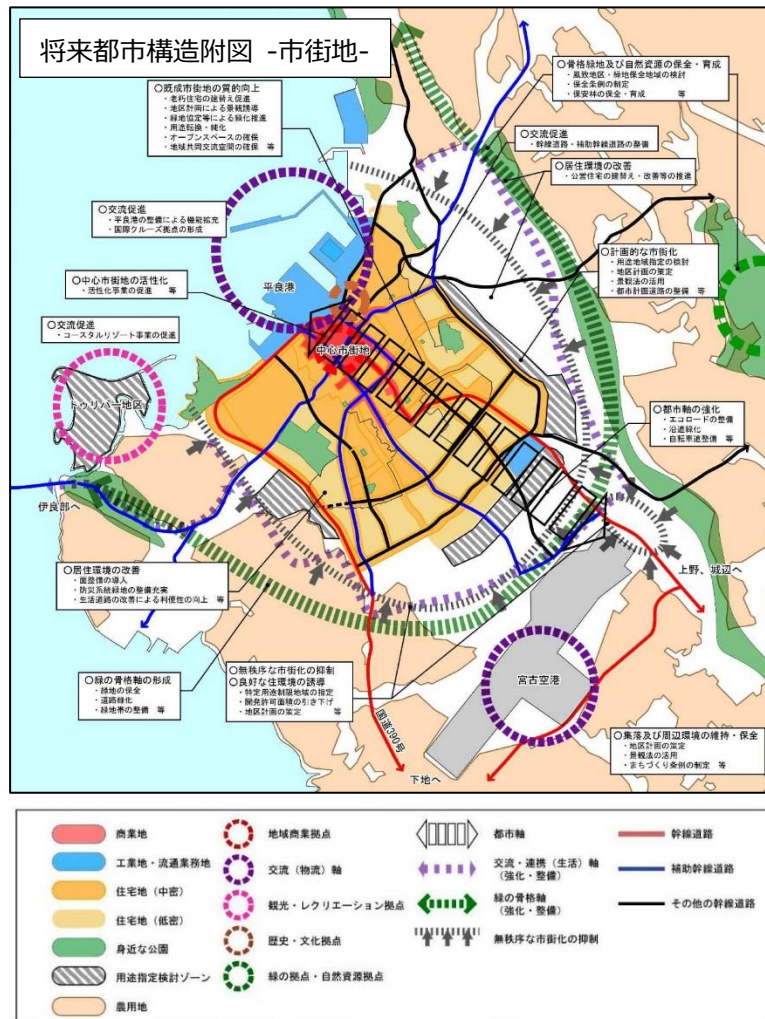 将来都市構造附図 -市街地-
○既成市街地の質的向上
・老朽住宅の建替え促進
・地区計画による景観誘導
・緑地協定等による緑化推進
・用途転換・純化
・オープンスペースの確保
・地域共同交流空間の確保 等
○骨格緑地及び自然資源の保全・育成
・風致地区・緑地保全地域の検討
・保全条例の制定
・保安林の保全・育成 等
○交流促進
・幹線道路・補助幹線道路の整備
○居住環境の改善
・公営住宅の建替え・改善等の推進
○交流促進
・平良港の整備による機能拡充
・国際クルーズ拠点の形成
○計画的な市街化
・用途地域指定の検討
・地区計画の策定
・景観法の活用
・都市計画道路の整備 等
○中心市街地の活性化
・活性化事業の促進 等
平良港
○交流促進
・コースタルリゾート事業の促進
中心市街地
トゥリバー地区
○都市軸の強化
・エコロードの整備
・沿道緑化
・自転車道整備 等
伊良部へ
上野、城辺へ
○居住環境の改善
・面整備の導入
・防災系統緑地の整備充実
・生活道路の改善による利便性の向上 等
○緑の骨格軸の形成
・緑地の保全
・道路緑化
・緑地帯の整備 等
○無秩序な市街化の抑制
○良好な住環境の誘導
・特定用途制限地域の指定
・開発許可面積の引き下げ
・地区計画の策定 等
宮古空港
国道390号
下地へ
○集落及び周辺環境の維持・保全
・地区計画の策定
・景観法の活用
・まちづくり条例の制定 等
商業地
工業地・流通業務地
住宅地（中密）
住宅地（低密）
身近な公園
用途指定検討ゾーン
農用地
地域商業拠点
交流（物流）軸
観光・レクリエーション拠点
歴史・文化拠点
緑の拠点・自然資源拠点
都市軸
交流・連携（生活）軸
（強化・整備）
緑の骨格軸
（強化・整備）
無秩序な市街化の抑制
幹線道路
補助幹線道路
その他の幹線道路